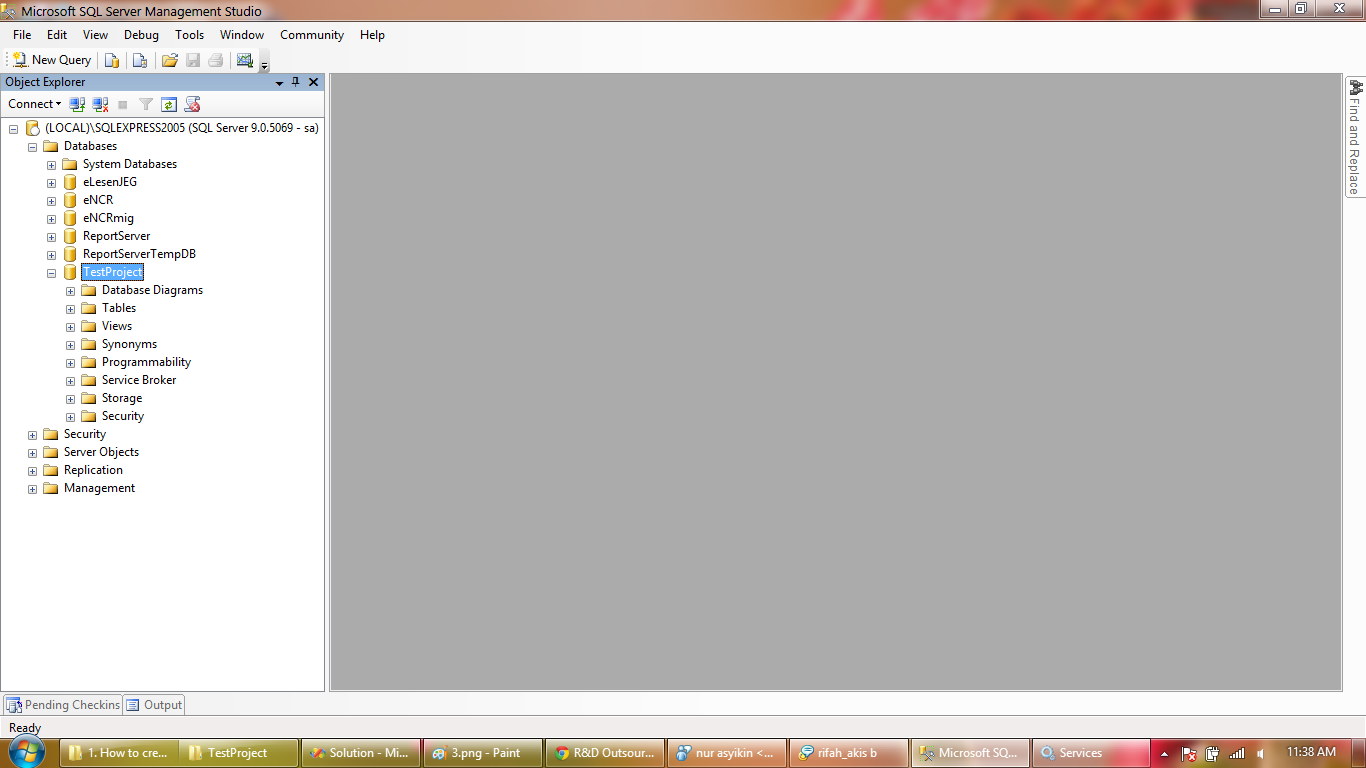 Microsoft SQL Server Management Studio
File Edit View Debug Tools Window Community Help
New Query
Object Explorer
Connect
(LOCAL)\SQLEXPRESS2005 (SQL Server 9.0.5069 - sa)
Databases
System Databases
eLesenJEG
eNCR
eNCRmig
ReportServer
ReportServerTempDB
TestProject
Database Diagrams
Tables
Views
Synonyms
Programmability
Service Broker
Storage
Security
Security
Server Objects
Replication
Management
Find and Replace
Pending Checkins Output
Ready
1. How to cre... TestProject Solution - Mi... 3.png - Paint R&D Outsour... nur asyikin <... rifah_akis b Microsoft SQ... Services 11:38 AM